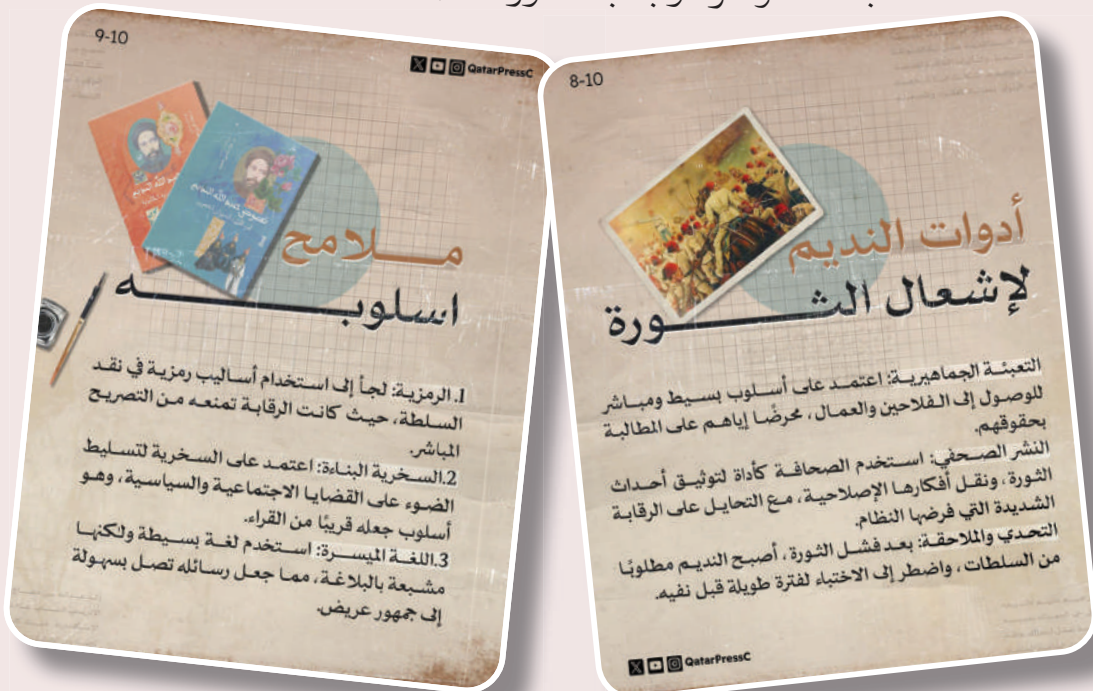 8-10
أدوات النديم
لإشعال الثورة
التعبئة الجماهيرية: اعتمد على أسلوب بسيط ومباشر
للوصول إلى الفلاحين والعمال، محرضًا إياهم على المطالبة
بحقوقهم.
النشر الصحفي: استخدم الصحافة كأداة لتوثيق أحداث
الثورة، ونقل أفكارها الإصلاحية، مع التحايل على الرقابة
الشديدة التي فرضها النظام.
التحدي والملاحقة: بعد فشل الثورة، أصبح النديم مطلوبًا
من السلطات، واضطر إلى الاختباء لفترة طويلة قبل نفيه.
QatarPressC
9-10
QatarPressC
ملامح
اسلوبه
1. الرمزية: لجأ إلى استخدام أساليب رمزية في نقد
السلطة، حيث كانت الرقابة تمنعه من التصريح
المباشر.
2.السخرية البناءة: اعتمد على السخرية لتسليط
الضوء على القضايا الاجتماعية والسياسية، وهو
أسلوب جعله قريبًا من القراء.
3.اللغة الميسرة: استخدم لغة بسيطة ولكنها
مشبعة بالبلاغة، مما جعل رسائله تصل بسهولة
إلى جمهور عريض.